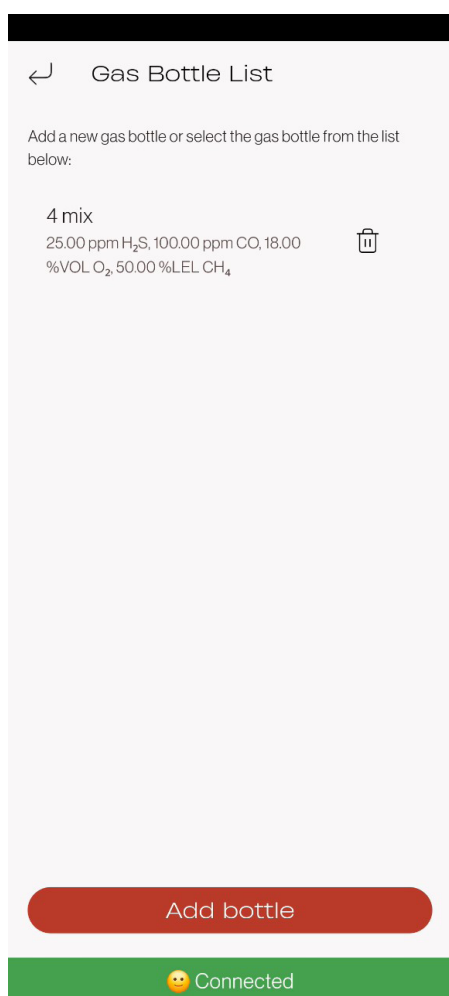 Gas Bottle List
Add a new gas bottle or select the gas bottle from the list
below:
4 mix
25.00 ppm H₂S, 100.00 ppm CO, 18.00
%VOL O₂, 50.00 %LEL CH₄
Add bottle
Connected